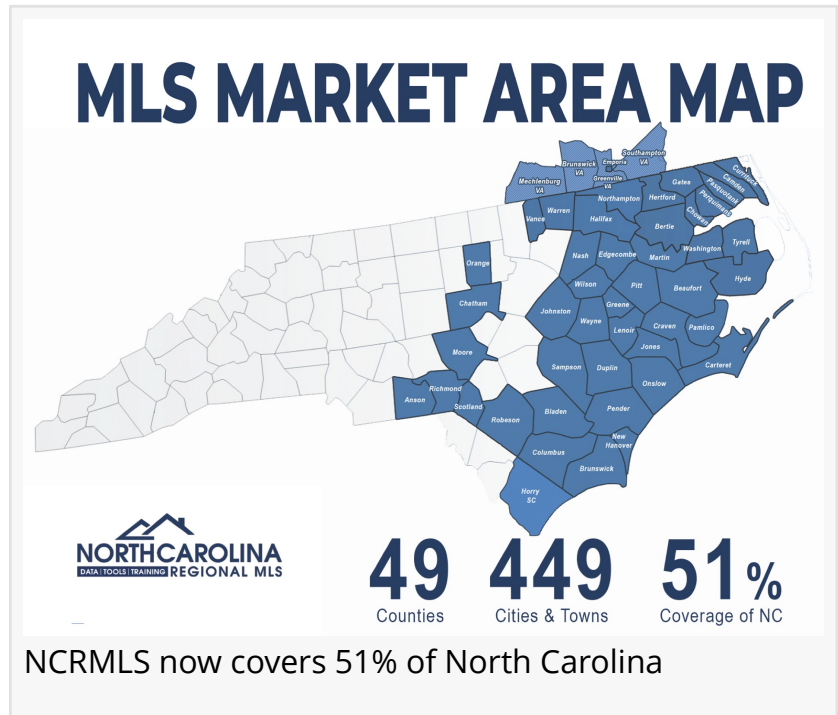 MLS MARKET AREA MAP
Southampton
VA
Emporia
Brunswick
VA
Greenville
VA
Mechlenburg
VA
Currituck
Camden
Pasquotank
Perquimans
Chowan
Gates
Hertford
Northampton
Warren
Vance
Halifax
Bertie
Washington
Tyrell
Orange
Nash
Edgecombe
Martin
Hyde
Wilson
Pitt
Beaufort
Chatham
Johnston
Greene
Wayne
Lenoir
Craven
Pamlico
Jones
Moore
Sampson
Duplin
Carteret
Onslow
Richmond
Anson
Scotland
Robeson
Bladen
Pender
New
Hanover
Columbus
Brunswick
Horry
SC
NORTHCAROLINA
DATA | TOOLS | TRAINING REGIONAL MLS
49 449 51%
Counties Cities & Towns Coverage of NC
NCRMLS now covers 51% of North Carolina